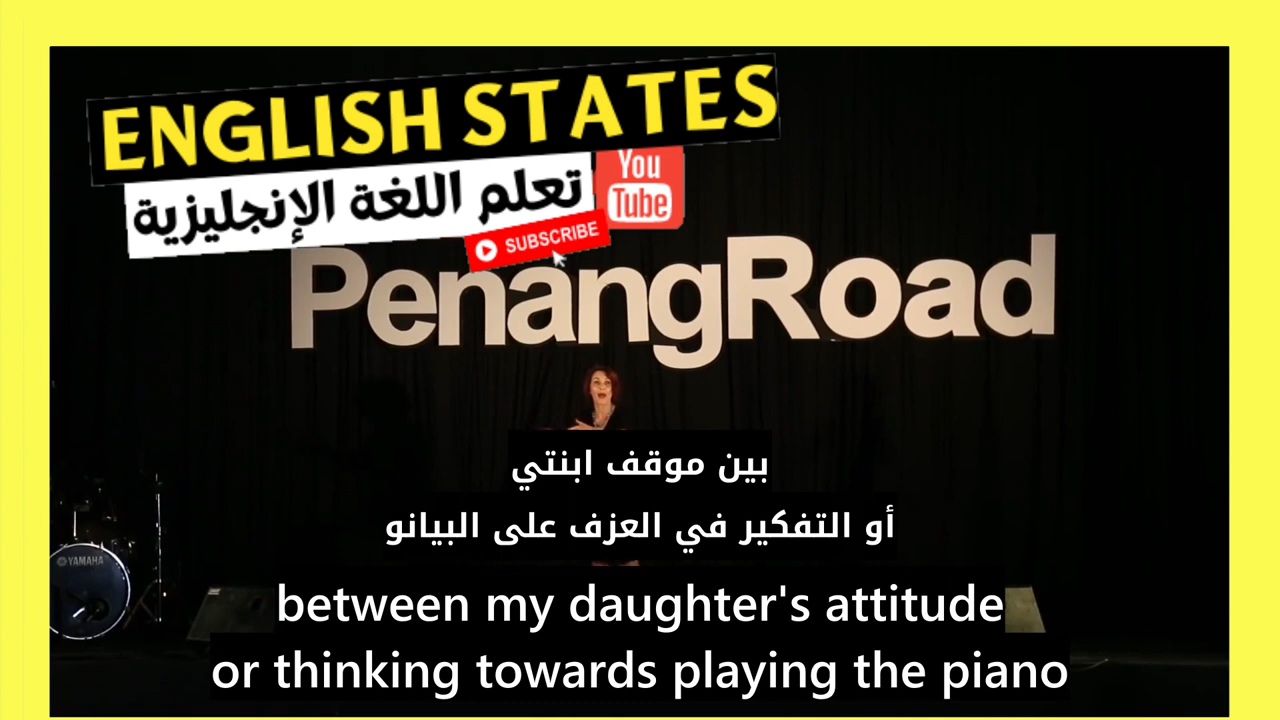 ENGLISH STATES
تعلم اللغة الإنجليزية
You
Tube
SUBSCRIBE
PenangRoad
بين موقف ابنتي
أو التفكير في العزف على البيانو
YAMAHA
between my daughter's attitude
or thinking towards playing the piano